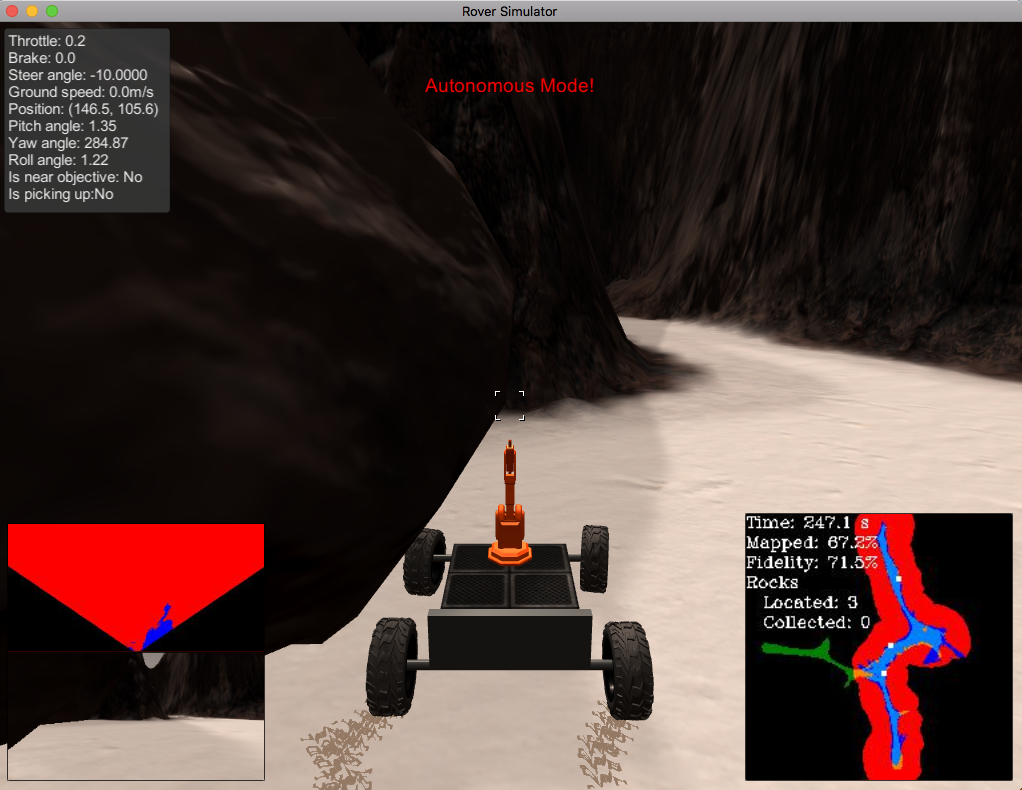 Rover Simulator
Throttle: 0.2
Brake: 0.0
Steer angle: -10.0000
Ground speed: 0.0m/s
Position: (146.5, 105.6)
Pitch angle: 1.35
Yaw angle: 284.87
Roll angle: 1.22
Is near objective: No
Is picking up:No
Autonomous Mode!
Time: 247.1 s
Mapped: 67.2%
Fidelity: 71.5%
Rocks
Located: 3
Collected: 0